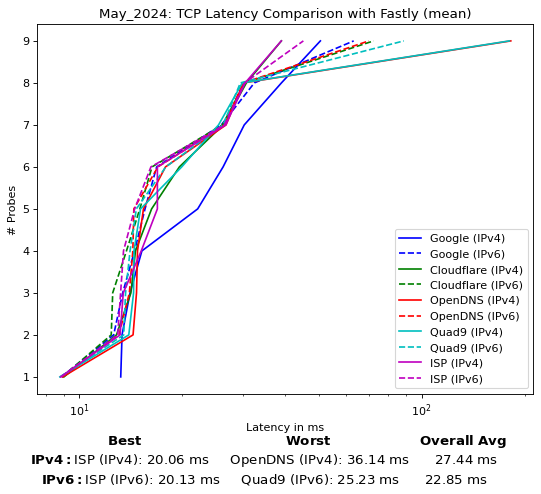 May_2024: TCP Latency Comparison with Fastly (mean)
9
8
7
6
5
4
3
2
1
# Probes
Google (IPv4)
Google (IPv6)
Cloudflare (IPv4)
Cloudflare (IPv6)
OpenDNS (IPv4)
OpenDNS (IPv6)
Quad9 (IPv4)
Quad9 (IPv6)
ISP (IPv4)
ISP (IPv6)
10¹ 10²
Latency in ms
Best Worst Overall Avg
IPv4: ISP (IPv4): 20.06 ms OpenDNS (IPv4): 36.14 ms 27.44 ms
IPv6: ISP (IPv6): 20.13 ms Quad9 (IPv6): 25.23 ms 22.85 ms